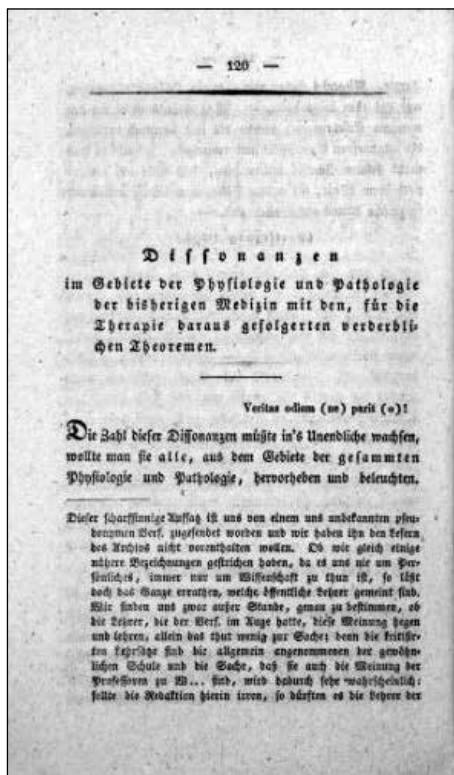 — 120 —
Dissonanzen
im Gebiete der Physiologie und Pathologie
der bisherigen Medizin mit den, für die
Therapie daraus gefolgerten verderbli-
chen Theoremen.
Veritas odium (ne) parit (o)!
Die Zahl dieser Dissonanzen müßte in's Unendliche wachsen,
wollte man sie alle, aus dem Gebiete der gesammten
Physiologie und Pathologie, hervorheben und beleuchten.
Dieser scharfsinnige Aufsatz ist uns von einem uns unbekannten pseu-
donymen Verf. zugesendet worden und wir haben ihn den Lesern
des Archivs nicht vorenthalten wollen. Ob wir gleich einige
nähere Bezeichnungen gestrichen haben, da es uns nie um Per-
sönliches, immer nur um Wissenschaft zu thun ist, so läßt
doch das Ganze errathen, welche öffentliche Lehrer gemeint sind.
Wir finden uns zwar außer Stande, genau zu bestimmen, ob
die Lehrer, die der Verf. im Auge hatte, diese Meinung hegen
und lehren, allein das thut wenig zur Sache; denn die kritisir-
ten Lehrsätze sind die allgemein angenommenen der gewöhn-
lichen Schule und die Sache, daß sie auch die Meinung der
Professoren zu W... sind, wird dadurch sehr wahrscheinlich:
sollte die Redaktion hierin irren, so dürften es die Lehrer der